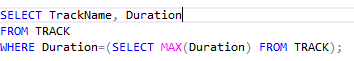 SELECT TrackName, Duration
FROM TRACK
WHERE Duration=(SELECT MAX(Duration) FROM TRACK);